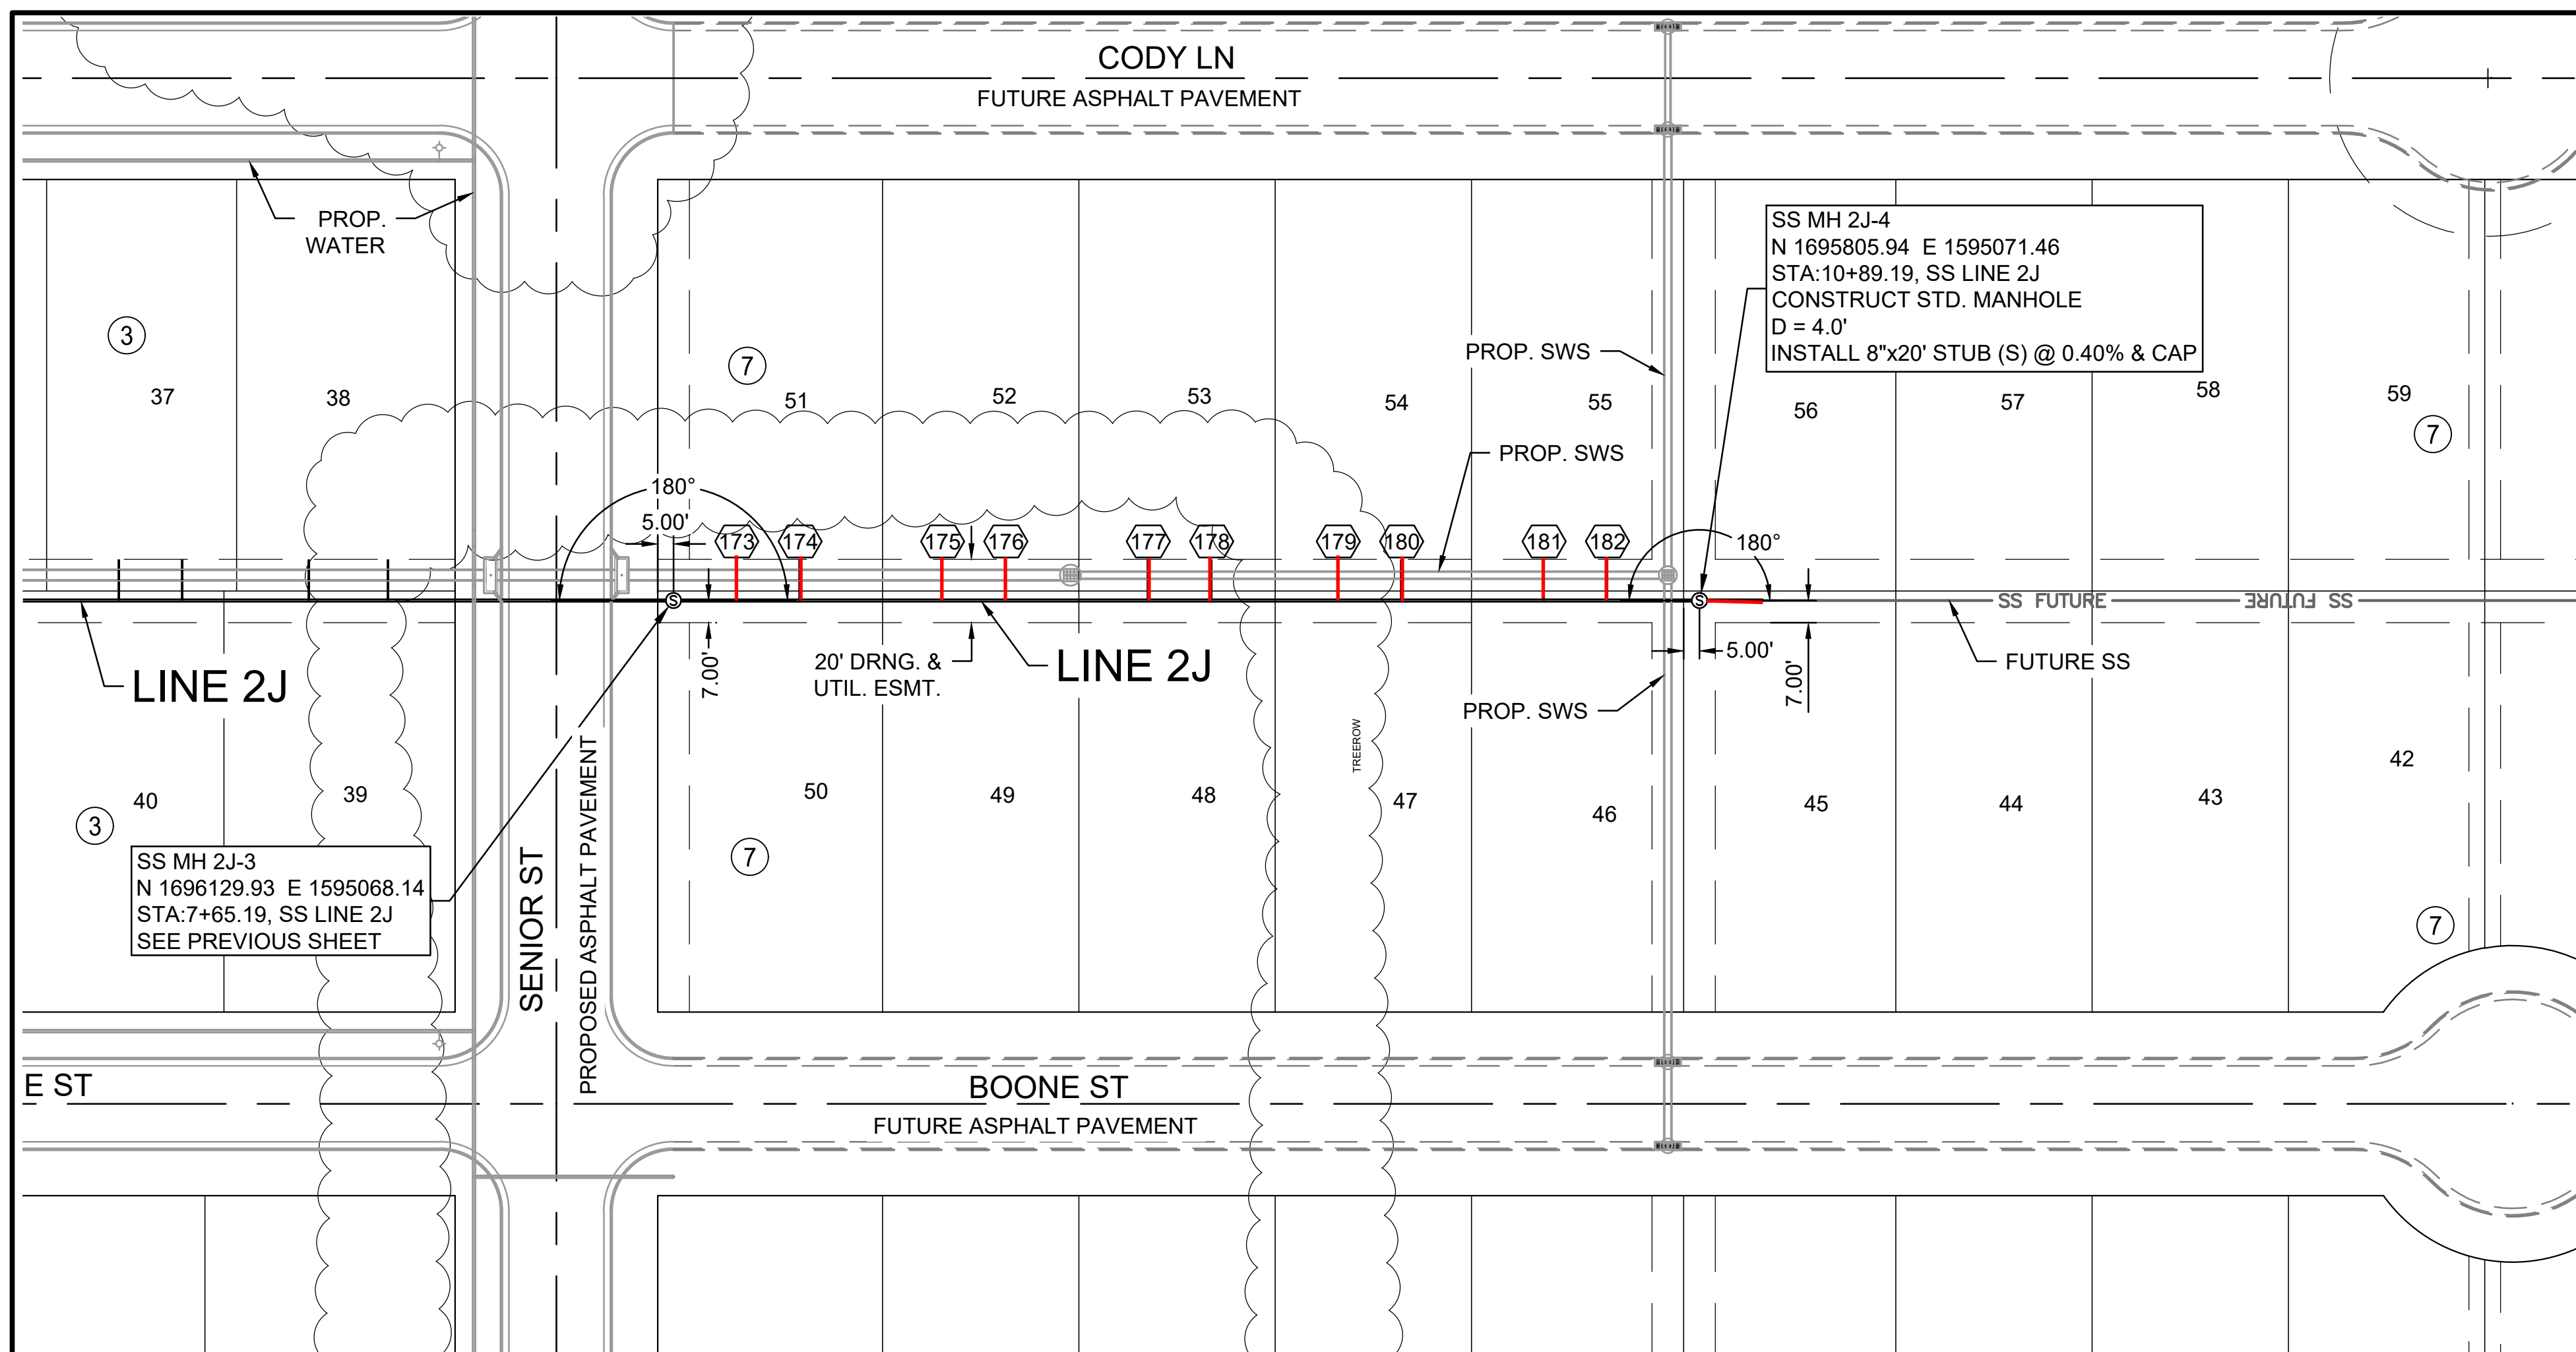 CODY LN
FUTURE ASPHALT PAVEMENT
PROP.
WATER
SS MH 2J-4
N 1695805.94 E 1595071.46
STA:10+89.19, SS LINE 2J
CONSTRUCT STD. MANHOLE
D = 4.0'
INSTALL 8"x20' STUB (S) @ 0.40% & CAP
3
7
PROP. SWS
37
38
51
52
53
54
55
56
57
58
59
7
PROP. SWS
180°
5.00'
173
174
175
176
177
178
179
180
181
182
180°
S
S
SS FUTURE
SS FUTURE
LINE 2J
7.00'
20' DRNG. &
UTIL. ESMT.
LINE 2J
5.00'
7.00'
FUTURE SS
PROP. SWS
TREEROW
40
39
50
49
48
47
46
45
44
43
42
3
7
7
SS MH 2J-3
N 1696129.93 E 1595068.14
STA:7+65.19, SS LINE 2J
SEE PREVIOUS SHEET
SENIOR ST
PROPOSED ASPHALT PAVEMENT
E ST
BOONE ST
FUTURE ASPHALT PAVEMENT